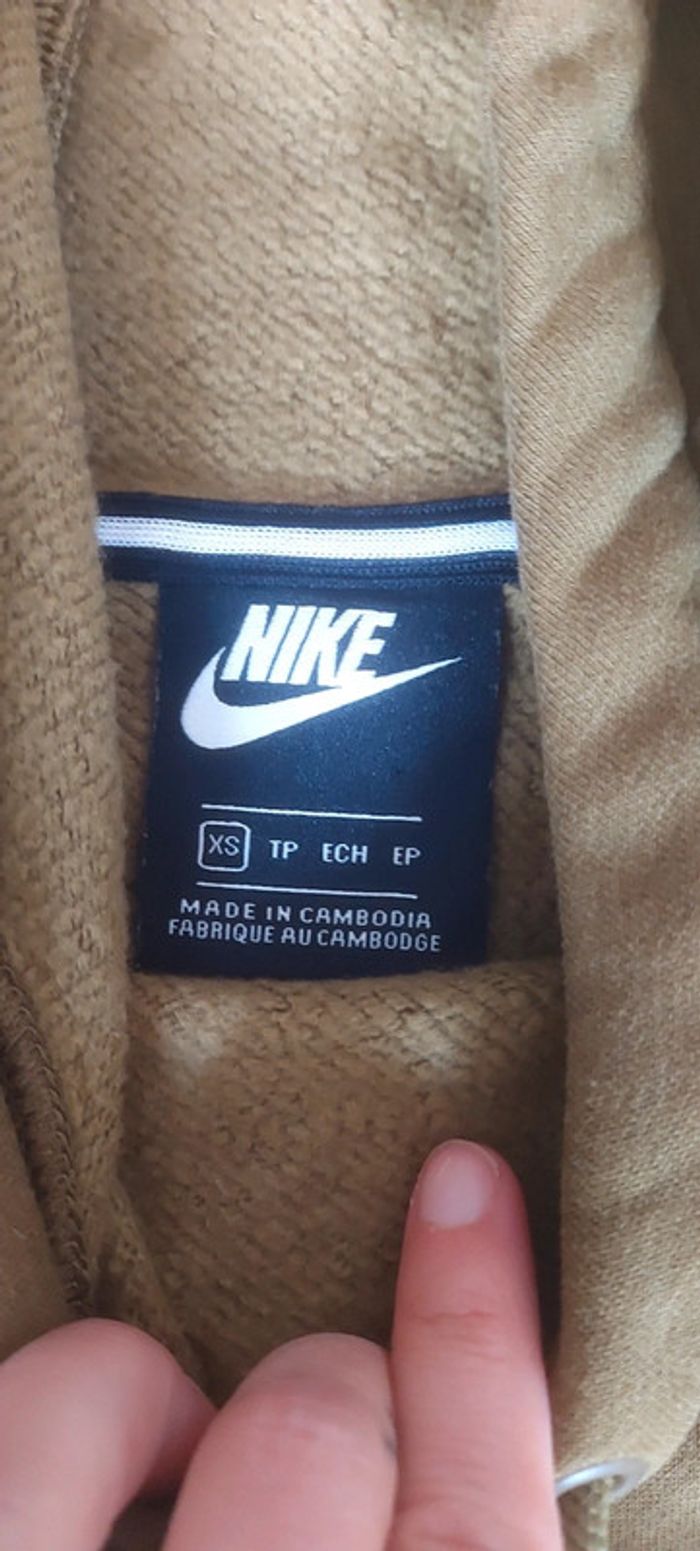 NIKE
XS TP ECH EP
MADE IN CAMBODIA
FABRIQUE AU CAMBODGE